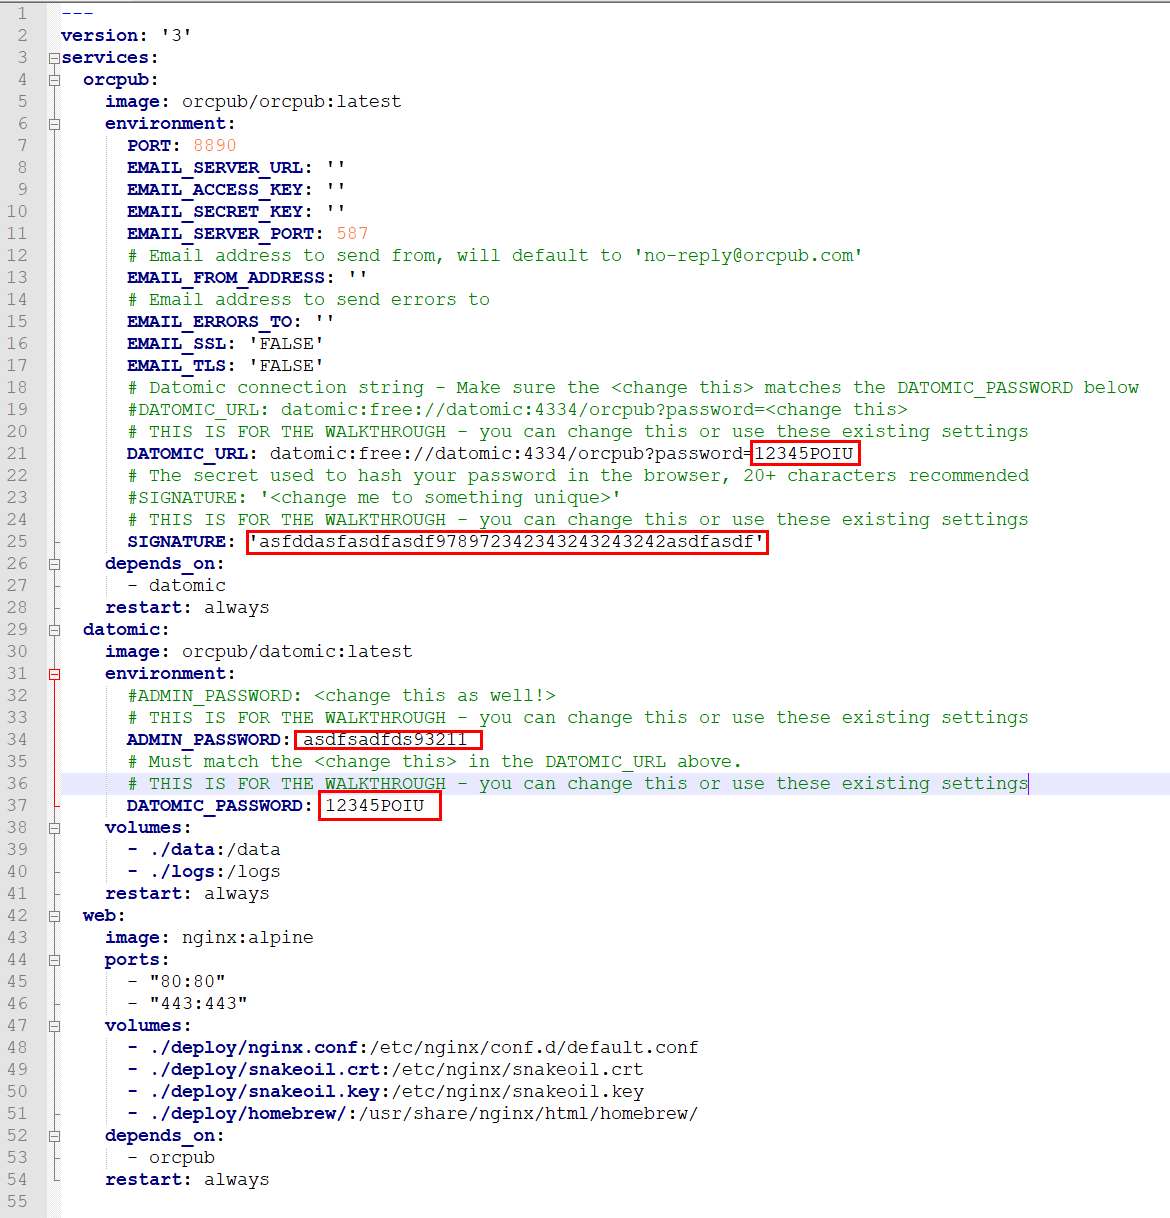 1 ---
2 version: '3'
3 services:
4   orcpub:
5     image: orcpub/orcpub:latest
6     environment:
7       PORT: 8890
8       EMAIL_SERVER_URL: ''
9       EMAIL_ACCESS_KEY: ''
10       EMAIL_SECRET_KEY: ''
11       EMAIL_SERVER_PORT: 587
12       # Email address to send from, will default to 'no-reply@orcpub.com'
13       EMAIL_FROM_ADDRESS: ''
14       # Email address to send errors to
15       EMAIL_ERRORS_TO: ''
16       EMAIL_SSL: 'FALSE'
17       EMAIL_TLS: 'FALSE'
18       # Datomic connection string - Make sure the <change this> matches the DATOMIC_PASSWORD below
19       #DATOMIC_URL: datomic:free://datomic:4334/orcpub?password=<change this>
20       # THIS IS FOR THE WALKTHROUGH - you can change this or use these existing settings
21       DATOMIC_URL: datomic:free://datomic:4334/orcpub?password=12345POIU
22       # The secret used to hash your password in the browser, 20+ characters recommended
23       #SIGNATURE: '<change me to something unique>'
24       # THIS IS FOR THE WALKTHROUGH - you can change this or use these existing settings
25       SIGNATURE: 'asfddasfasdfasdf978972342343243243242asdfasdf'
26     depends_on:
27       - datomic
28     restart: always
29   datomic:
30     image: orcpub/datomic:latest
31     environment:
32       #ADMIN_PASSWORD: <change this as well!>
33       # THIS IS FOR THE WALKTHROUGH - you can change this or use these existing settings
34       ADMIN_PASSWORD: asdfsadfds93211
35       # Must match the <change this> in the DATOMIC_URL above.
36       # THIS IS FOR THE WALKTHROUGH - you can change this or use these existing settings
37       DATOMIC_PASSWORD: 12345POIU
38     volumes:
39       - ./data:/data
40       - ./logs:/logs
41     restart: always
42   web:
43     image: nginx:alpine
44     ports:
45       - "80:80"
46       - "443:443"
47     volumes:
48       - ./deploy/nginx.conf:/etc/nginx/conf.d/default.conf
49       - ./deploy/snakeoil.crt:/etc/nginx/snakeoil.crt
50       - ./deploy/snakeoil.key:/etc/nginx/snakeoil.key
51       - ./deploy/homebrew/:/usr/share/nginx/html/homebrew/
52     depends_on:
53       - orcpub
54     restart: always
55